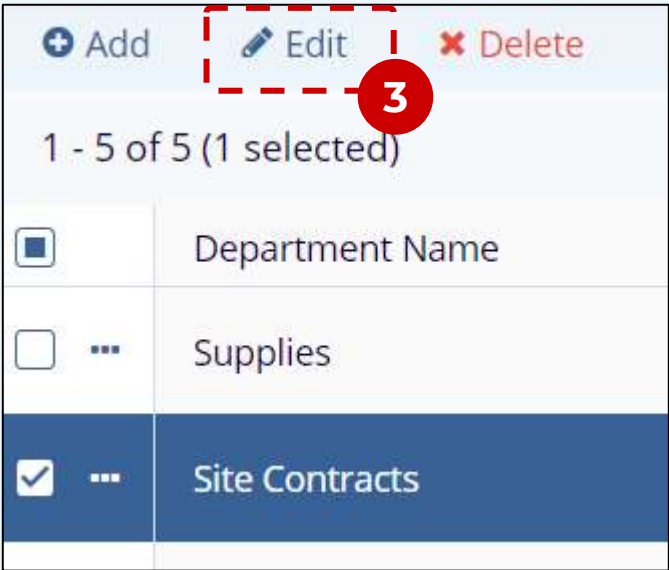 Add Edit Delete
3
1 - 5 of 5 (1 selected)
Department Name
Supplies
Site Contracts